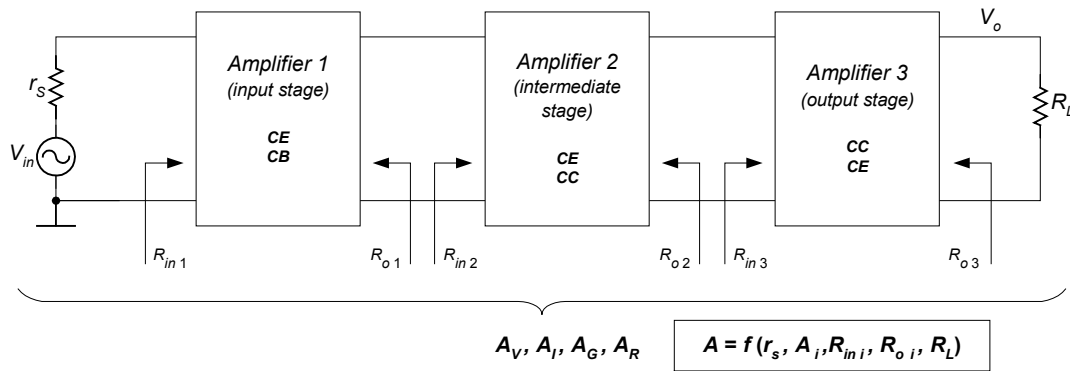 V_o
Amplifier 1
(input stage)
CE
CB
Amplifier 2
(intermediate
stage)
CE
CC
Amplifier 3
(output stage)
CC
CE
r_S
V_in
R_L
R_in 1
R_o 1
R_in 2
R_o 2
R_in 3
R_o 3
A_V, A_I, A_G, A_R
A = f (r_s, A_i, R_in i, R_o i, R_L)